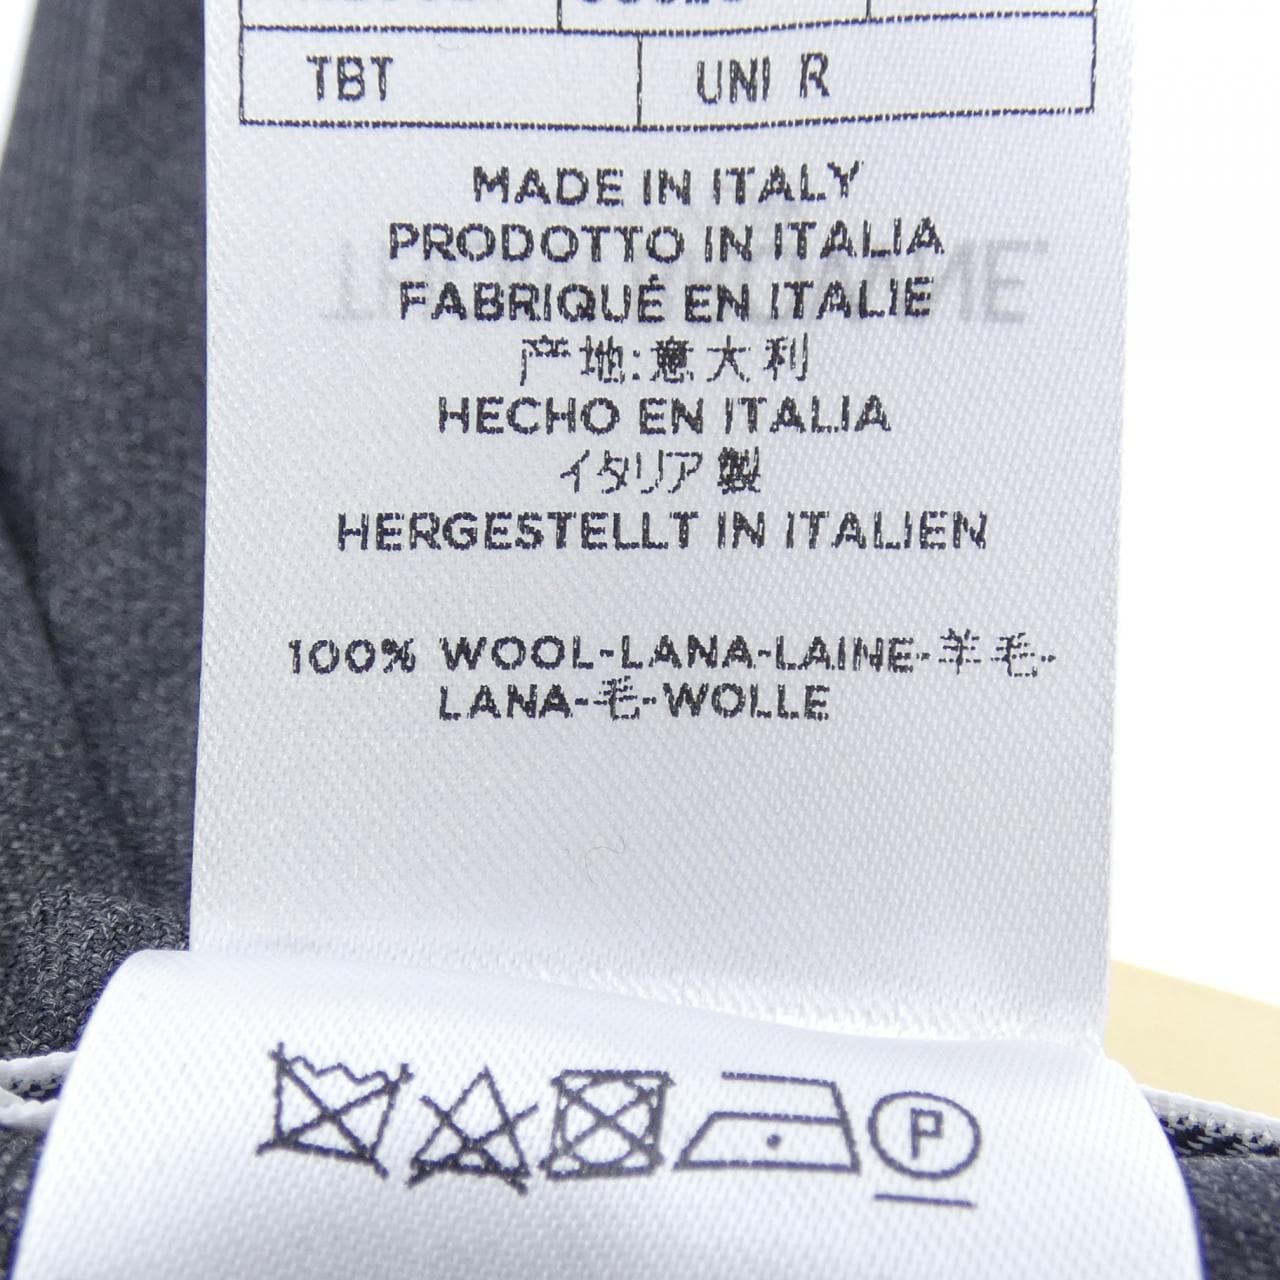 TBT UNI R
MADE IN ITALY
PRODOTTO IN ITALIA
FABRIQUÉ EN ITALIE
产地:意大利
HECHO EN ITALIA
イタリア製
HERGESTELLT IN ITALIEN
100% WOOL-LANA-LAINE-羊毛-
LANA-毛-WOLLE
P